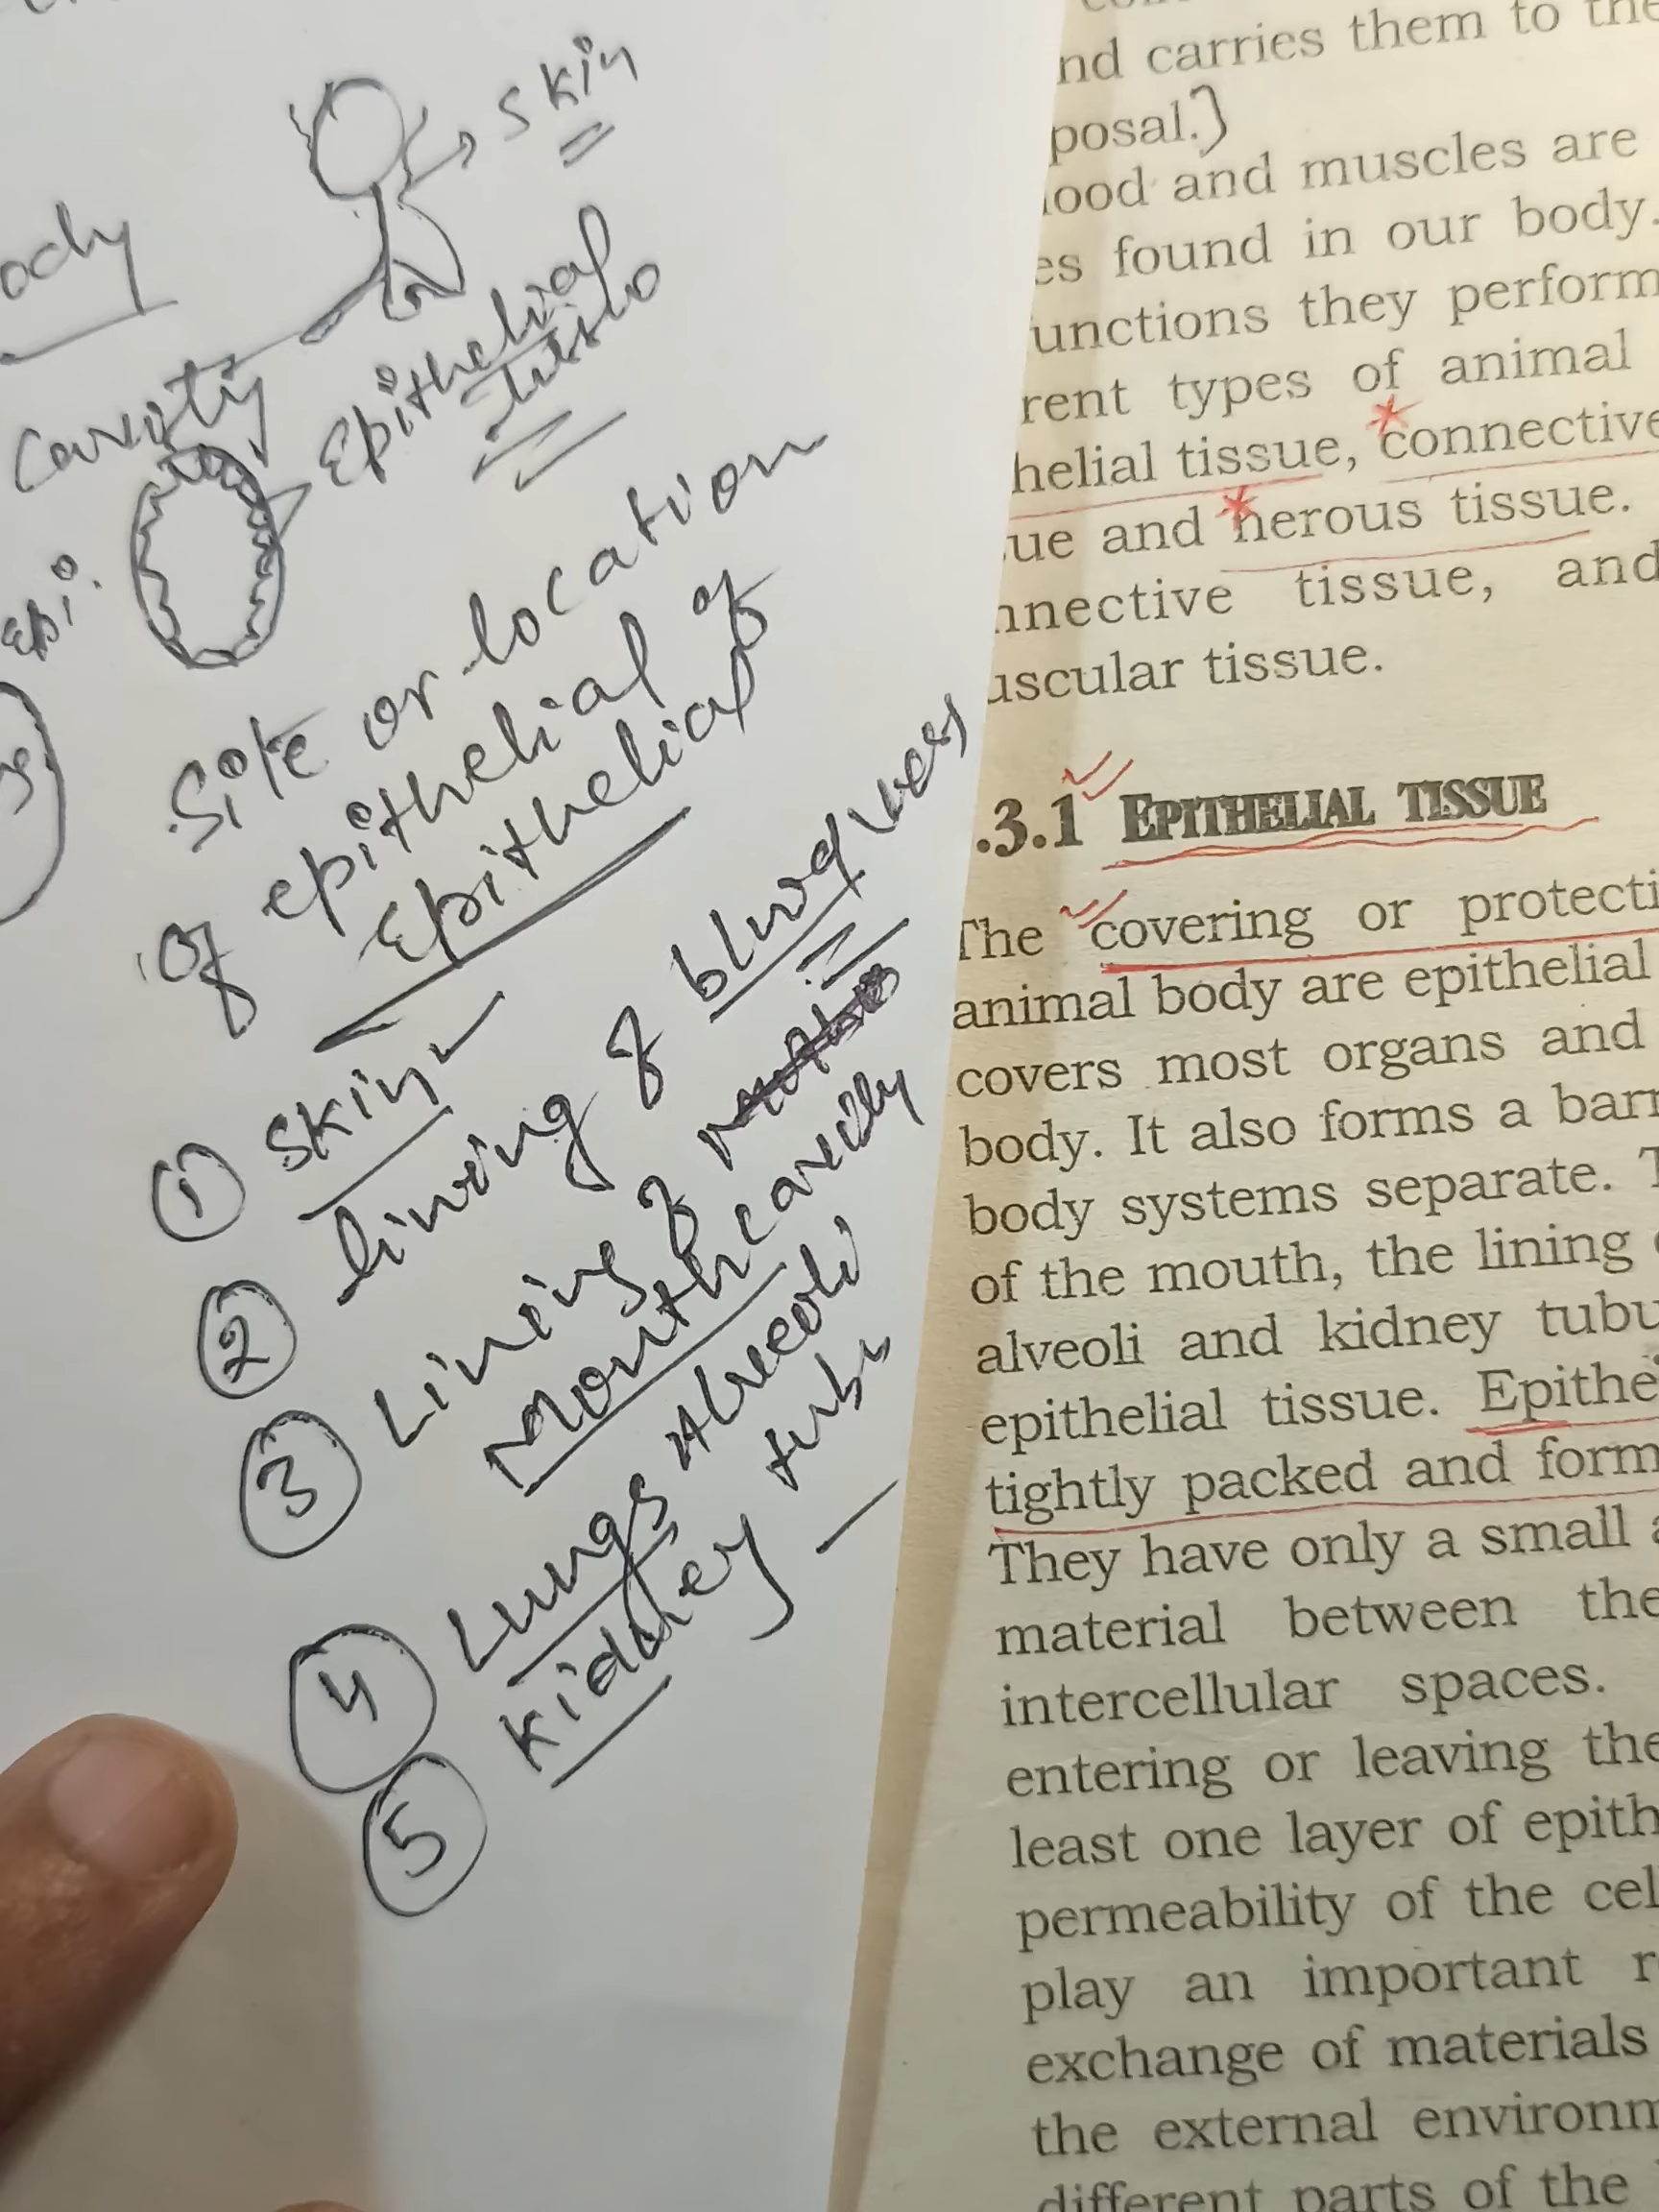 skin
ody
Epithelial
Cavity
Epi.
Site or location
of epithelial of
Epithelial
① Skin
② lining of
③ Lining of
Mouth cavity
④ Lungs Alveoli
⑤ kidney tubu
nd carries them to the
posal.]
lood and muscles are
es found in our body.
unctions they perform
rent types of animal
helial tissue, *connective
ue and *nerous tissue.
nnective tissue, and
uscular tissue.
.3.1 EPITHELIAL TISSUE
The covering or protecti
animal body are epithelial
covers most organs and
body. It also forms a barr
body systems separate. T
of the mouth, the lining
alveoli and kidney tubu
epithelial tissue. Epithe
tightly packed and form
They have only a small a
material between the
intercellular spaces.
entering or leaving the
least one layer of epith
permeability of the cel
play an important r
exchange of materials
the external environm
different parts of the